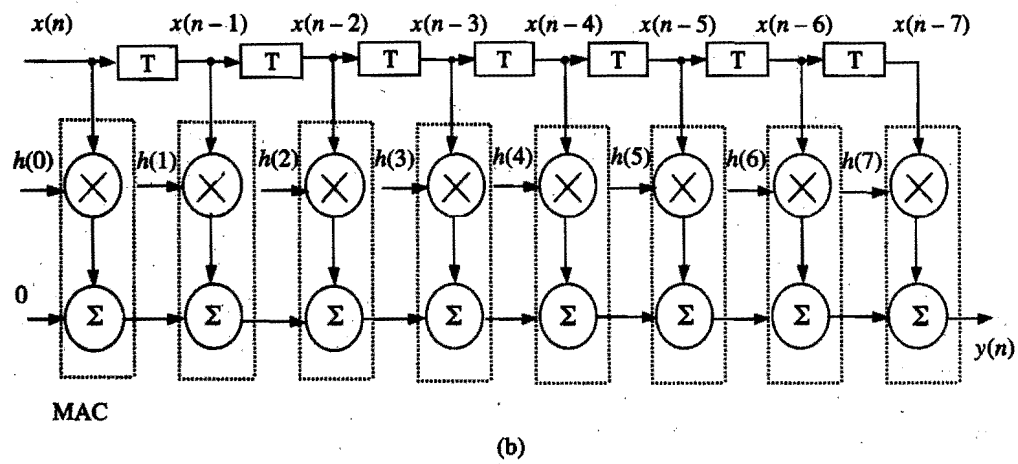 x(n) x(n – 1) x(n – 2) x(n – 3) x(n – 4) x(n – 5) x(n – 6) x(n – 7)
T T T T T T T
h(0) h(1) h(2) h(3) h(4) h(5) h(6) h(7)
0 Σ Σ Σ Σ Σ Σ Σ Σ
y(n)
MAC
(b)